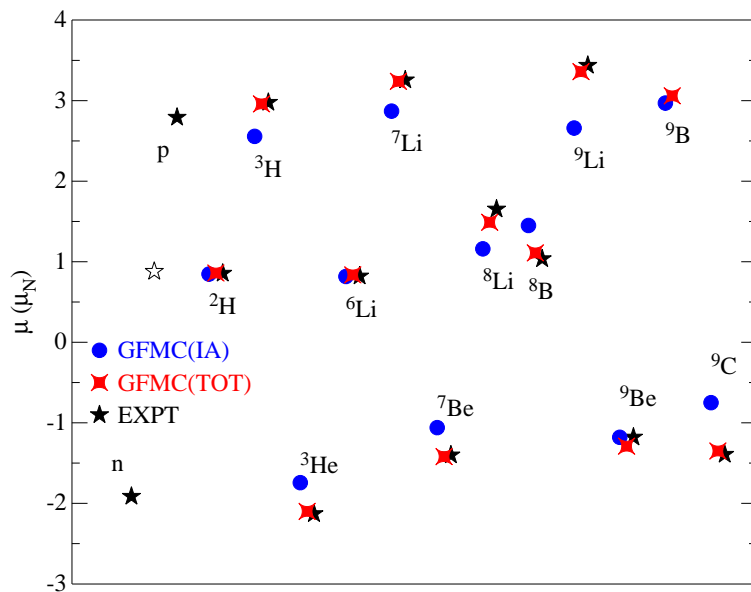 4
3
2
1
0
-1
-2
-3
μ (μ_N)
p
n
³H
²H
³He
⁷Li
⁶Li
⁷Be
⁸Li
⁸B
⁹Li
⁹B
⁹Be
⁹C
GFMC(IA)
GFMC(TOT)
EXPT